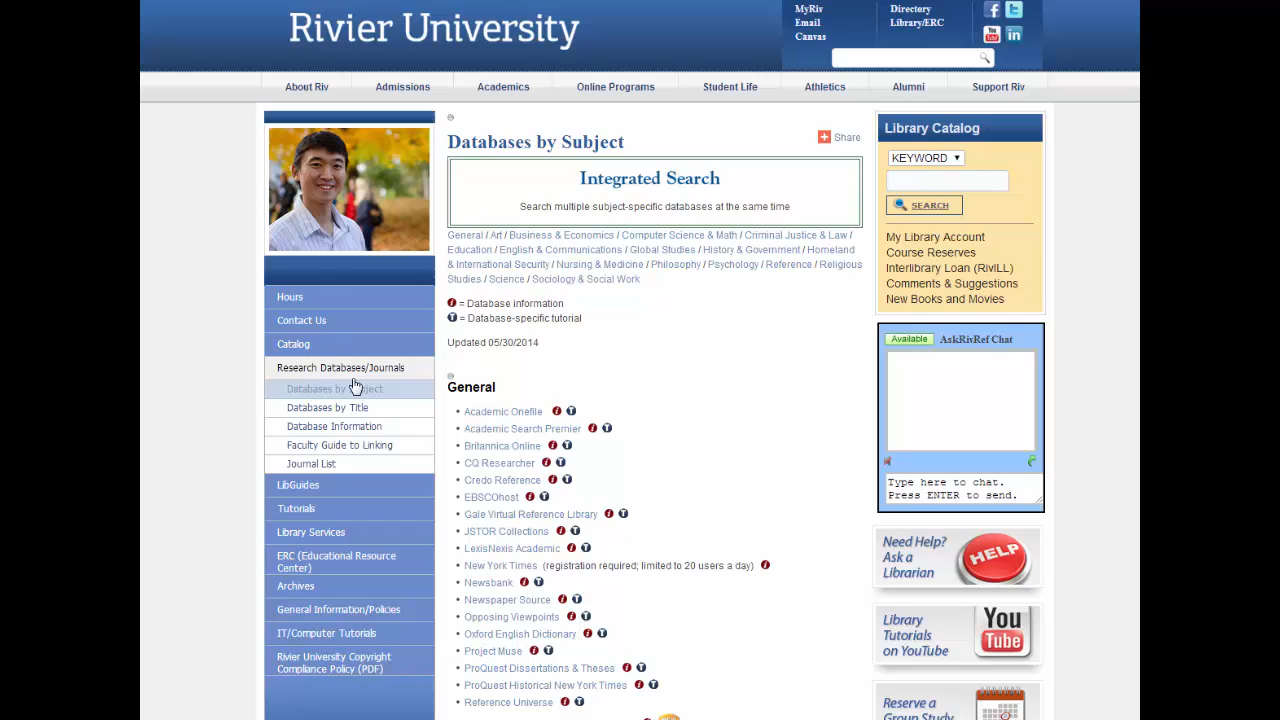 Rivier University
MyRiv
Email
Canvas
Directory
Library/ERC
About Riv
Admissions
Academics
Online Programs
Student Life
Athletics
Alumni
Support Riv
Hours
Contact Us
Catalog
Research Databases/Journals
Databases by Subject
Databases by Title
Database Information
Faculty Guide to Linking
Journal List
LibGuides
Tutorials
Library Services
ERC (Educational Resource
Center)
Archives
General Information/Policies
IT/Computer Tutorials
Rivier University Copyright
Compliance Policy (PDF)
Databases by Subject
Share
Integrated Search
Search multiple subject-specific databases at the same time
General / Art / Business & Economics / Computer Science & Math / Criminal Justice & Law /
Education / English & Communications / Global Studies / History & Government / Homeland
& International Security / Nursing & Medicine / Philosophy / Psychology / Reference / Religious
Studies / Science / Sociology & Social Work
i = Database information
T = Database-specific tutorial
Updated 05/30/2014
General
• Academic Onefile i T
• Academic Search Premier i T
• Britannica Online i T
• CQ Researcher i T
• Credo Reference i T
• EBSCOhost i T
• Gale Virtual Reference Library i T
• JSTOR Collections i T
• LexisNexis Academic i T
• New York Times (registration required; limited to 20 users a day) i
• Newsbank i T
• Newspaper Source i T
• Opposing Viewpoints i T
• Oxford English Dictionary i T
• Project Muse i T
• ProQuest Dissertations & Theses i T
• ProQuest Historical New York Times i T
• Reference Universe i T
Library Catalog
KEYWORD
SEARCH
My Library Account
Course Reserves
Interlibrary Loan (RivILL)
Comments & Suggestions
New Books and Movies
Available AskRivRef Chat
Type here to chat.
Press ENTER to send.
Need Help?
Ask a
Librarian
HELP
Library
Tutorials
on YouTube
You
Tube
Reserve a
Group Study